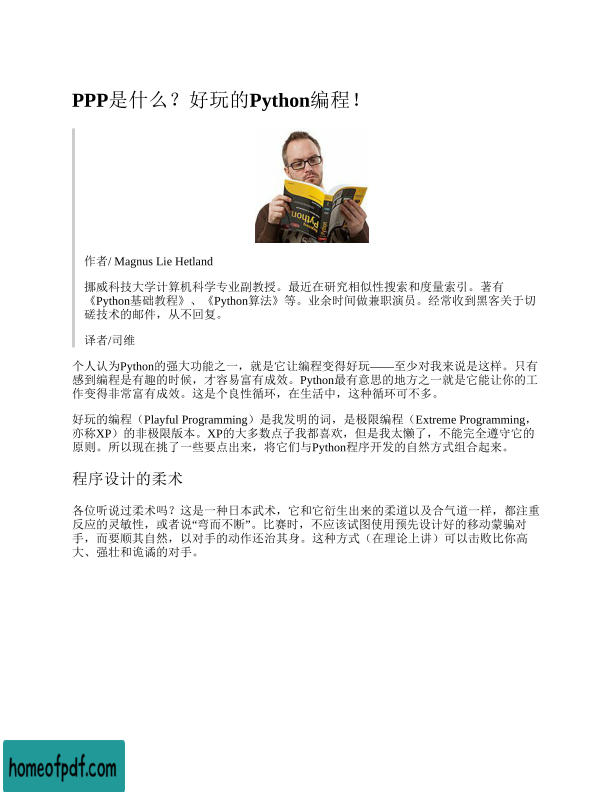 PPP是什么？好玩的Python编程！
Python
作者/ Magnus Lie Hetland
挪威科技大学计算机科学专业副教授。最近在研究相似性搜索和度量索引。著有
《Python基础教程》、《Python算法》等。业余时间做兼职演员。经常收到黑客关于切
磋技术的邮件，从不回复。
译者/司维
个人认为Python的强大功能之一，就是它让编程变得好玩——至少对我来说是这样。只有
感到编程是有趣的时候，才容易富有成效。Python最有意思的地方之一就是它能让你的工
作变得非常富有成效。这是个良性循环，在生活中，这种循环可不多。
好玩的编程（Playful Programming）是我发明的词，是极限编程（Extreme Programming，
亦称XP）的非极限版本。XP的大多数点子我都喜欢，但是我太懒了，不能完全遵守它的
原则。所以现在挑了一些要点出来，将它们与Python程序开发的自然方式组合起来。
程序设计的柔术
各位听说过柔术吗？这是一种日本武术，它和它衍生出来的柔道以及合气道一样，都注重
反应的灵敏性，或者说“弯而不断”。比赛时，不应该试图使用预先设计好的移动蒙骗对
手，而要顺其自然，以对手的动作还治其身。这种方式（在理论上讲）可以击败比你高
大、强壮和诡谲的对手。
homeofpdf.com